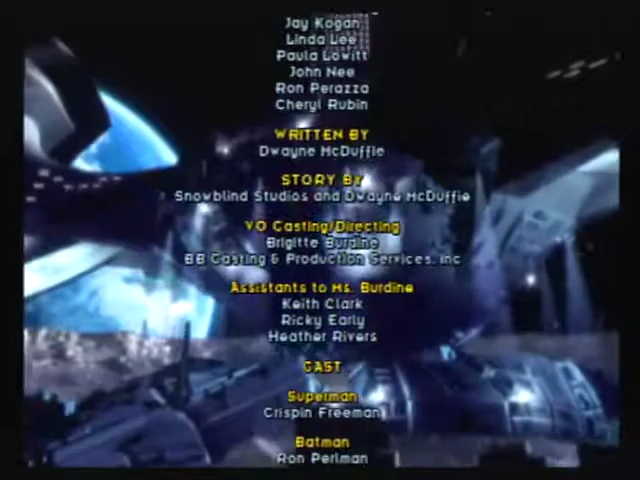 Jay Kogan
Linda Lee
Paula Lowitt
John Nee
Ron Perazza
Cheryl Rubin
WRITTEN BY
Dwayne McDuffie
STORY BY
Snowblind Studios and Dwayne McDuffie
VO Casting/Directing
Brigitte Burdine
BB Casting & Production Services, Inc
Assistants to Ms. Burdine
Keith Clark
Ricky Early
Heather Rivers
CAST
Superman
Crispin Freeman
Batman
Ron Perlman